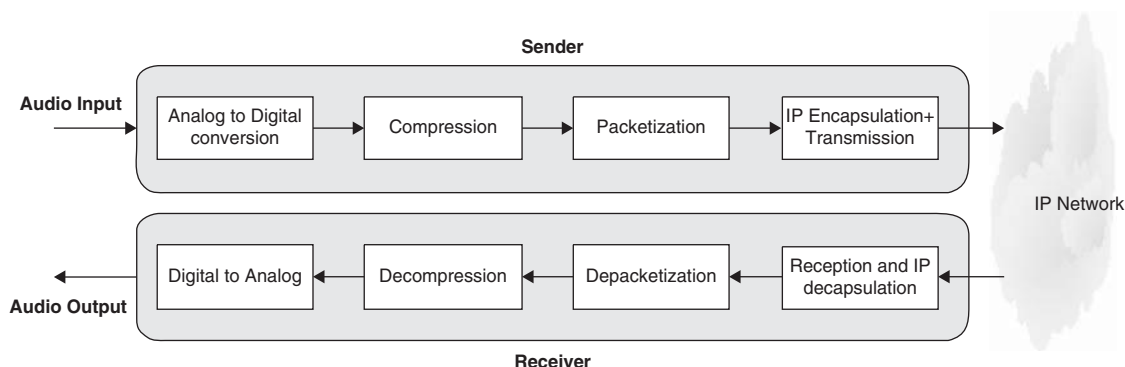 Sender
Audio Input
Analog to Digital
conversion
Compression
Packetization
IP Encapsulation+
Transmission
IP Network
Digital to Analog
Decompression
Depacketization
Reception and IP
decapsulation
Audio Output
Receiver